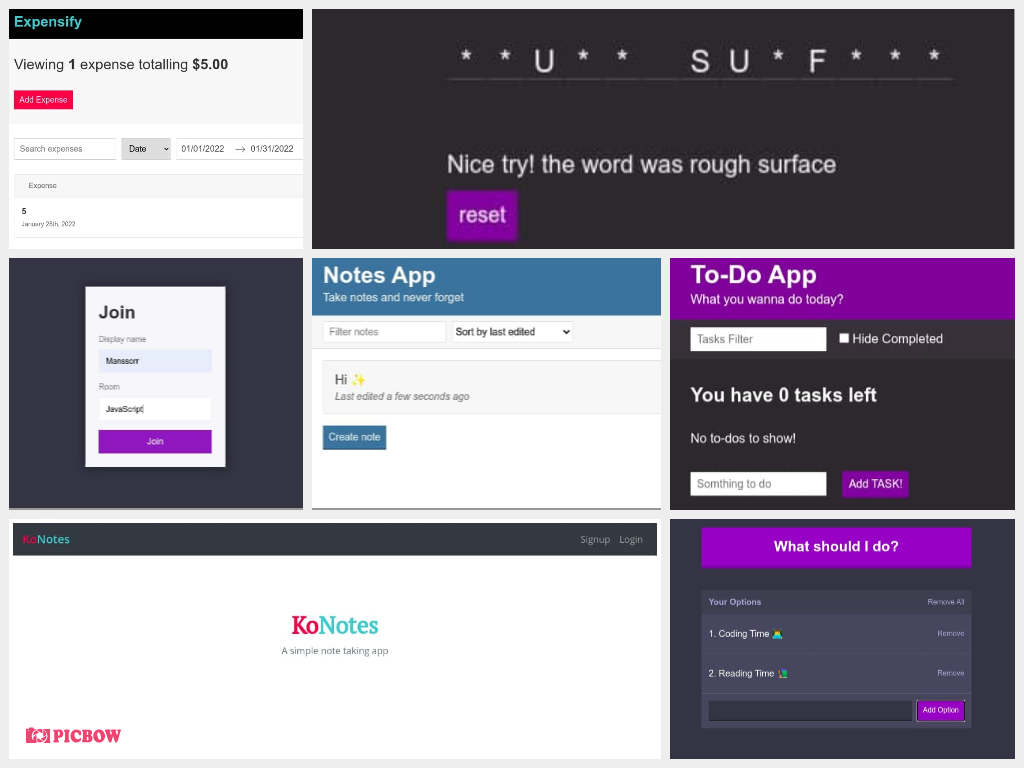 Expensify
Viewing 1 expense totalling $5.00
Add Expense
Search expenses
Date
01/01/2022 → 01/31/2022
Expense
5
January 26th, 2022
* * U * * S U * F * * *
Nice try! the word was rough surface
reset
Join
Display name
Manssorr
Room
JavaScript
Join
Notes App
Take notes and never forget
Filter notes
Sort by last edited
Hi ✨
Last edited a few seconds ago
Create note
To-Do App
What you wanna do today?
Tasks Filter
Hide Completed
You have 0 tasks left
No to-dos to show!
Somthing to do
Add TASK!
KoNotes
Signup Login
KoNotes
A simple note taking app
PICBOW
What should I do?
Your Options
Remove All
1. Coding Time 👨‍💻
Remove
2. Reading Time
Remove
Add Option